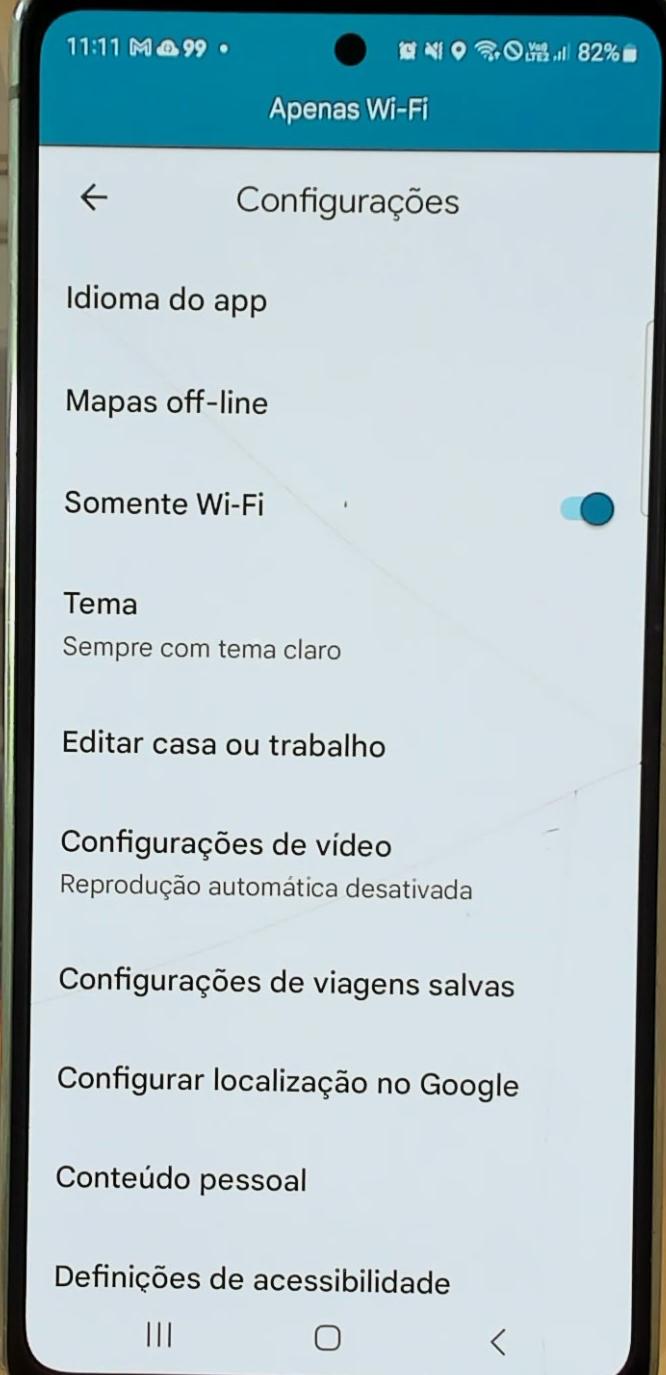 11:11 99
Vo))
LTE2 82%
Apenas Wi-Fi
Configurações
Idioma do app
Mapas off-line
Somente Wi-Fi
Tema
Sempre com tema claro
Editar casa ou trabalho
Configurações de vídeo
Reprodução automática desativada
Configurações de viagens salvas
Configurar localização no Google
Conteúdo pessoal
Definições de acessibilidade